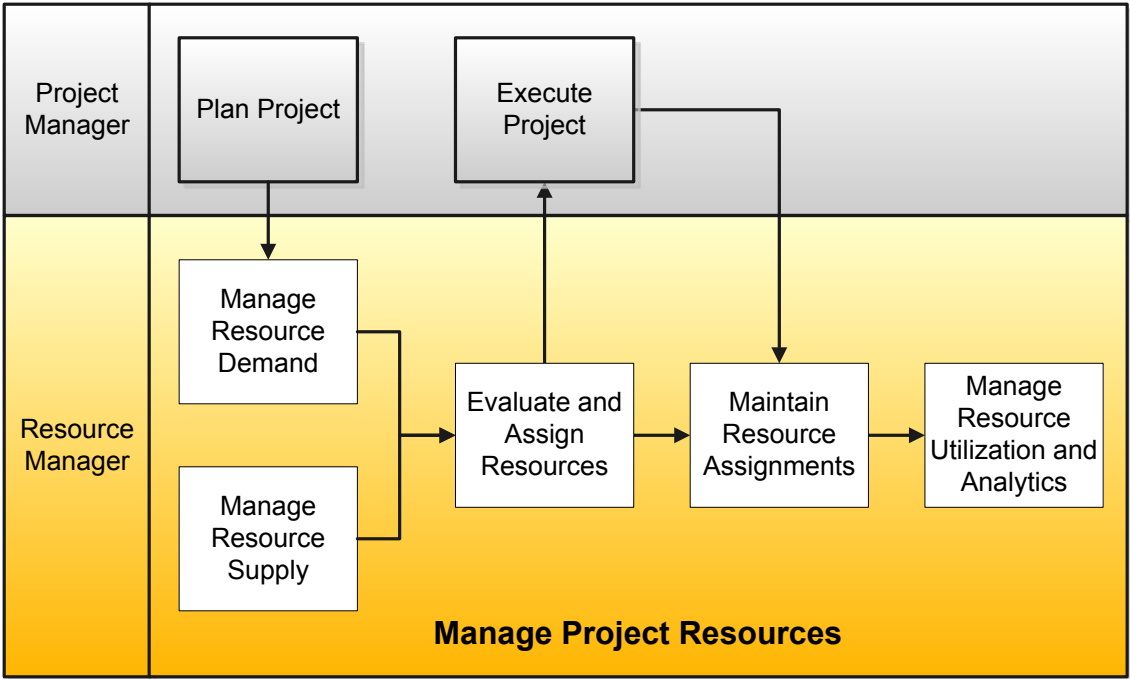 Project
Manager
Plan Project
Execute
Project
Resource
Manager
Manage
Resource
Demand
Manage
Resource
Supply
Evaluate and
Assign
Resources
Maintain
Resource
Assignments
Manage
Resource
Utilization and
Analytics
Manage Project Resources